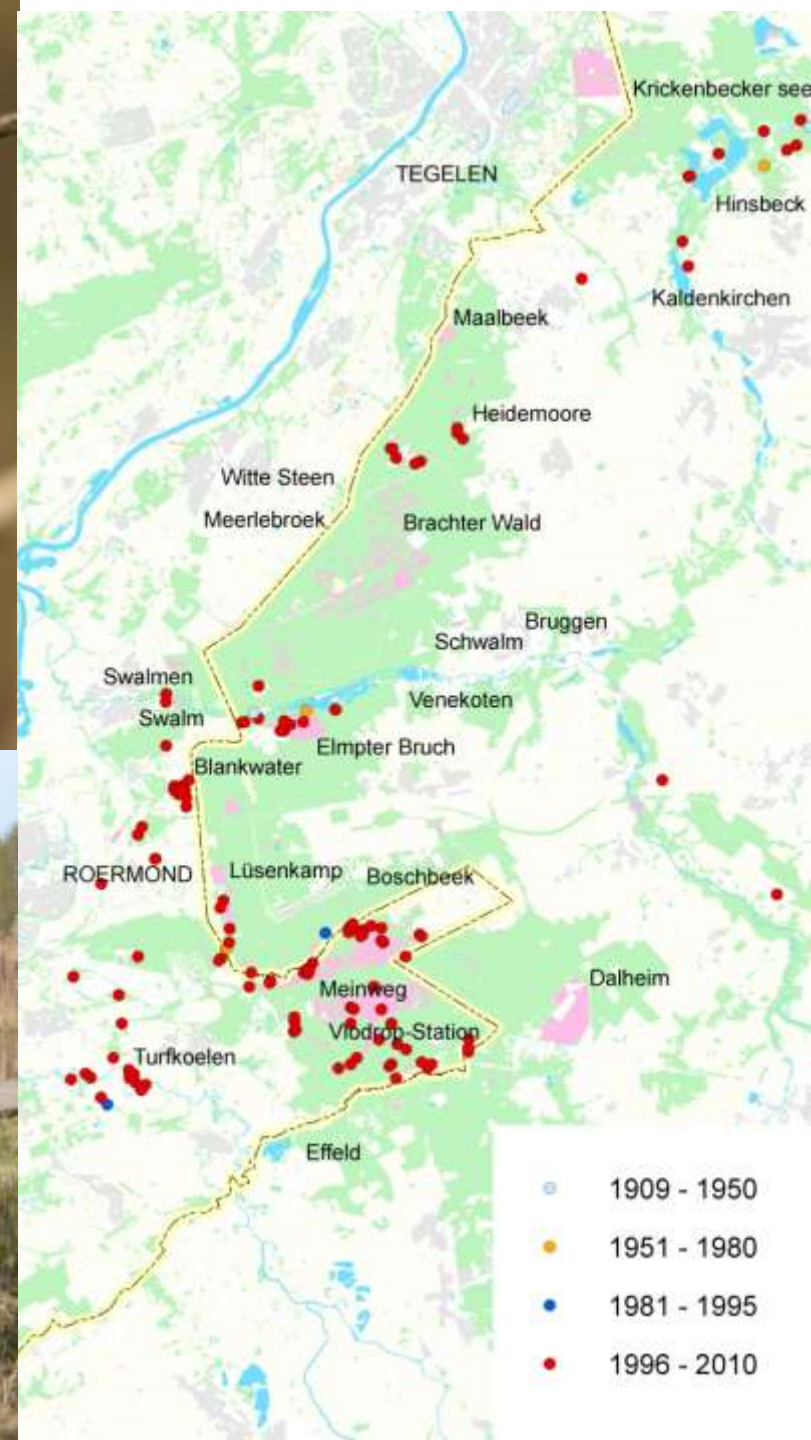 Krickenbecker see
TEGELEN
Hinsbeck
Kaldenkirchen
Maalbeek
Heidemoore
Witte Steen
Meerlebroek
Brachter Wald
Bruggen
Schwalm
Swalmen
Venekoten
Swalm
Elmpter Bruch
Blankwater
ROERMOND
Lüsenkamp
Boschbeek
Dalheim
Meinweg
Vlodrop-Station
Turfkoelen
Effeld
1909 - 1950
1951 - 1980
1981 - 1995
1996 - 2010